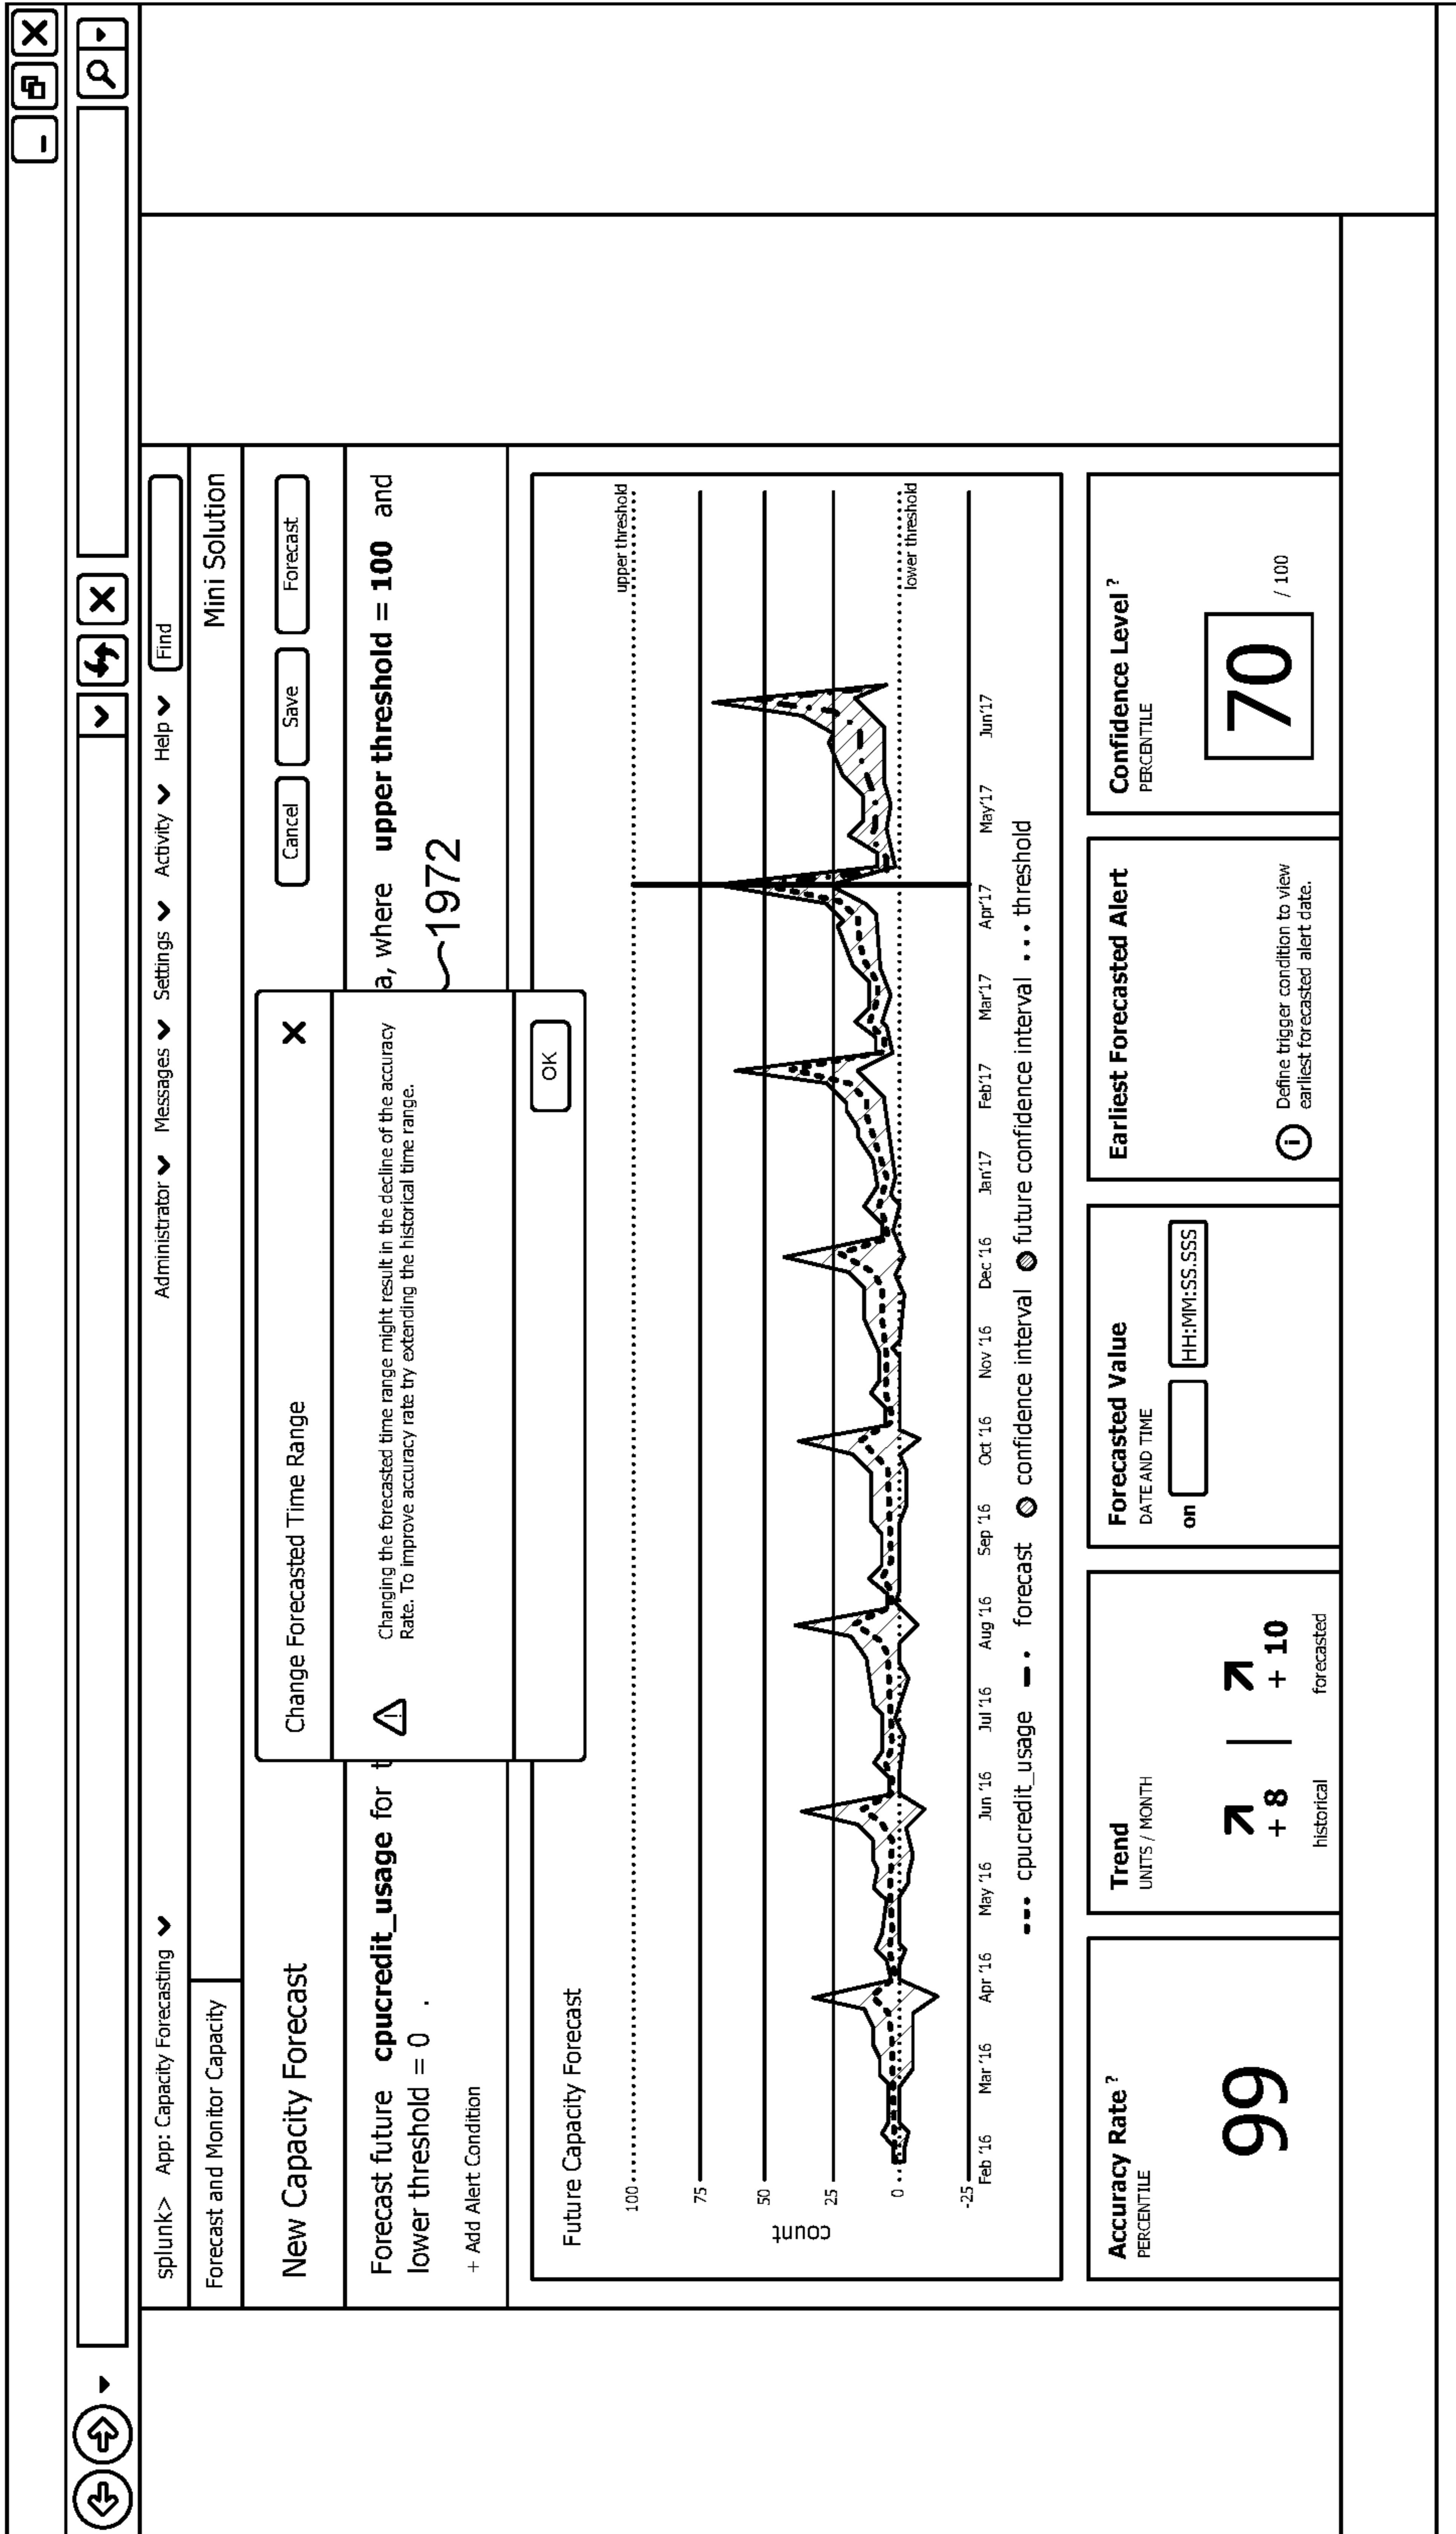 splunk> App: Capacity Forecasting Administrator Messages Settings Activity Help Find
Forecast and Monitor Capacity Mini Solution
New Capacity Forecast Cancel Save Forecast
Change Forecasted Time Range
Forecast future cpucredit_usage for t a, where upper threshold = 100 and
lower threshold = 0 .
Changing the forecasted time range might result in the decline of the accuracy
Rate. To improve accuracy rate try extending the historical time range.
1972
+ Add Alert Condition
OK
Future Capacity Forecast
upper threshold
100
75
50
25
0
-25
count
lower threshold
Feb '16 Mar '16 Apr '16 May '16 Jun '16 Jul '16 Aug '16 Sep '16 Oct '16 Nov '16 Dec '16 Jan'17 Feb'17 Mar'17 Apr'17 May'17 Jun'17
cpucredit_usage forecast confidence interval future confidence interval threshold
Accuracy Rate ?
PERCENTILE
99
Trend
UNITS / MONTH
+ 8 | + 10
historical forecasted
Forecasted Value
DATE AND TIME
on HH:MM:SS.SSS
Earliest Forecasted Alert
i Define trigger condition to view
earliest forecasted alert date.
Confidence Level ?
PERCENTILE
70 / 100